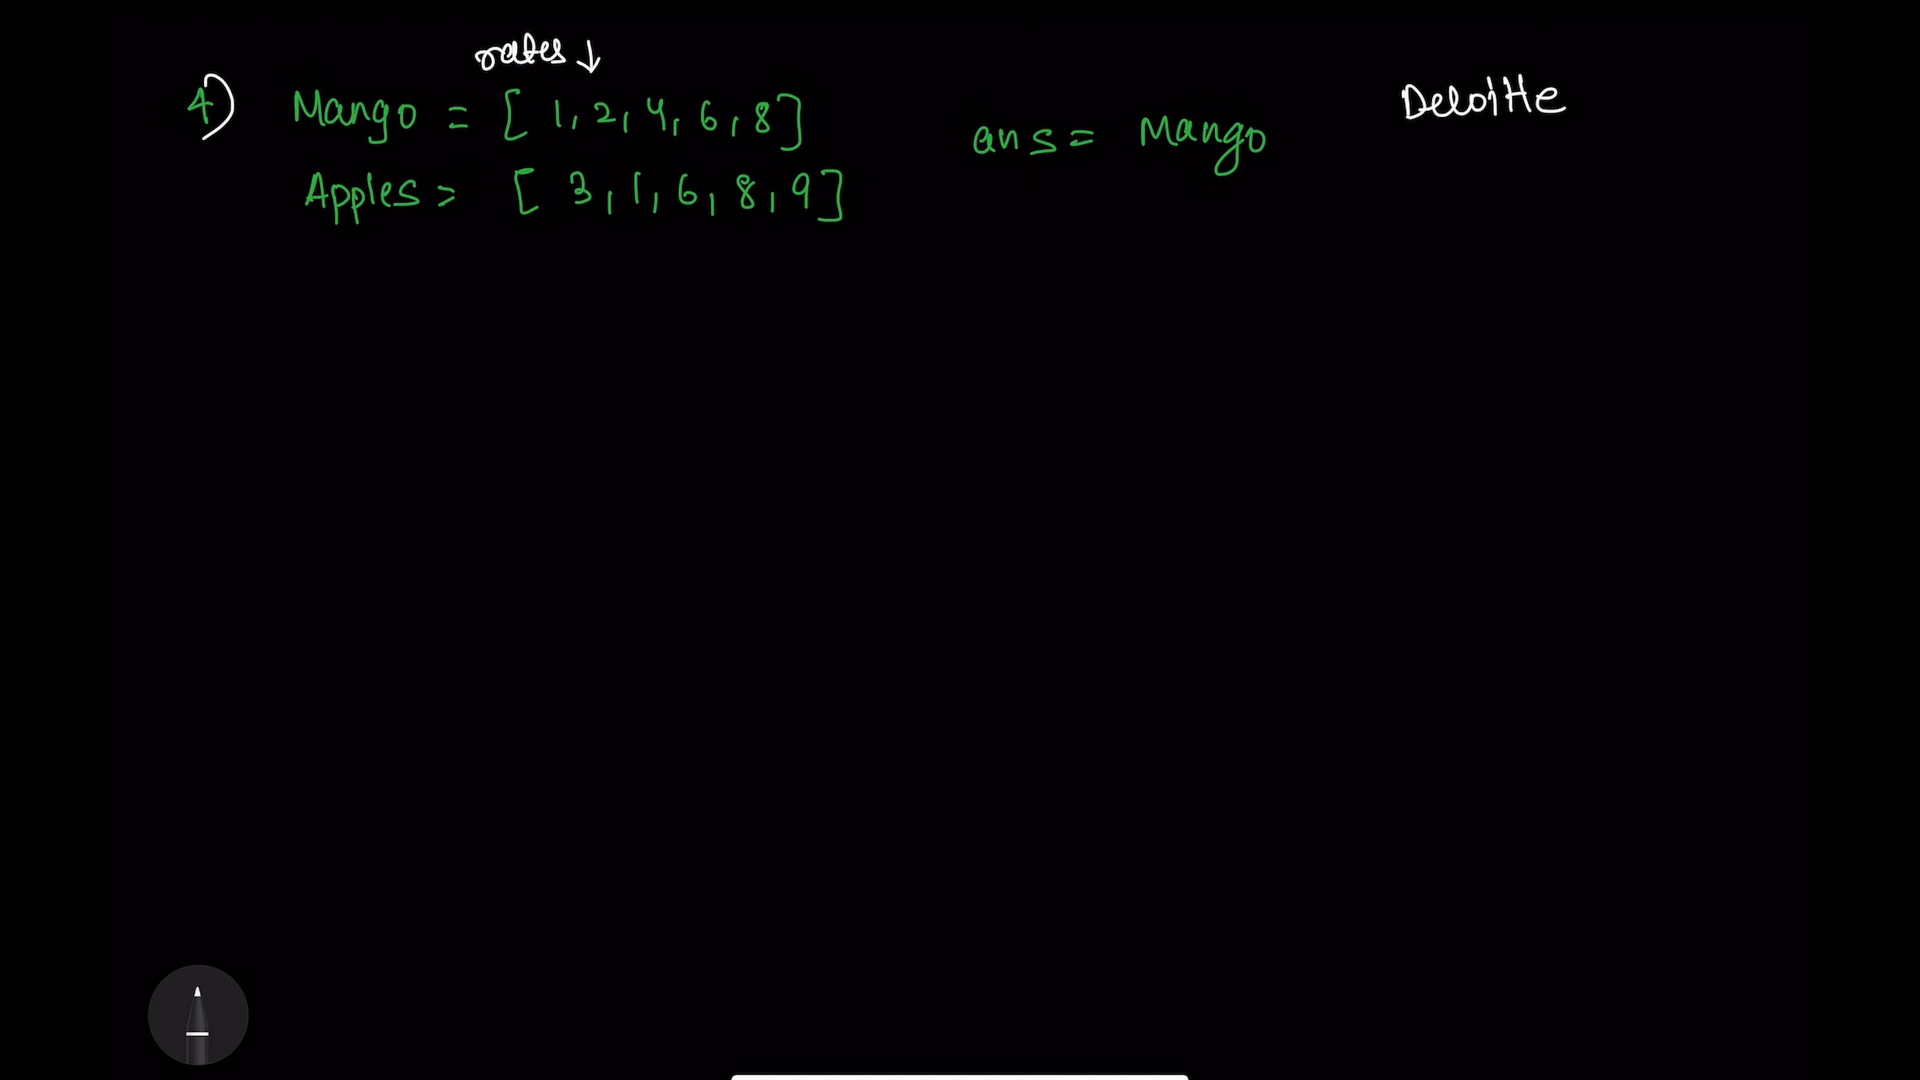 rates ↓
4) Mango = [ 1, 2, 4, 6, 8 ]
ans = Mango
Deloitte
Apples = [ 3, 1, 6, 8, 9 ]